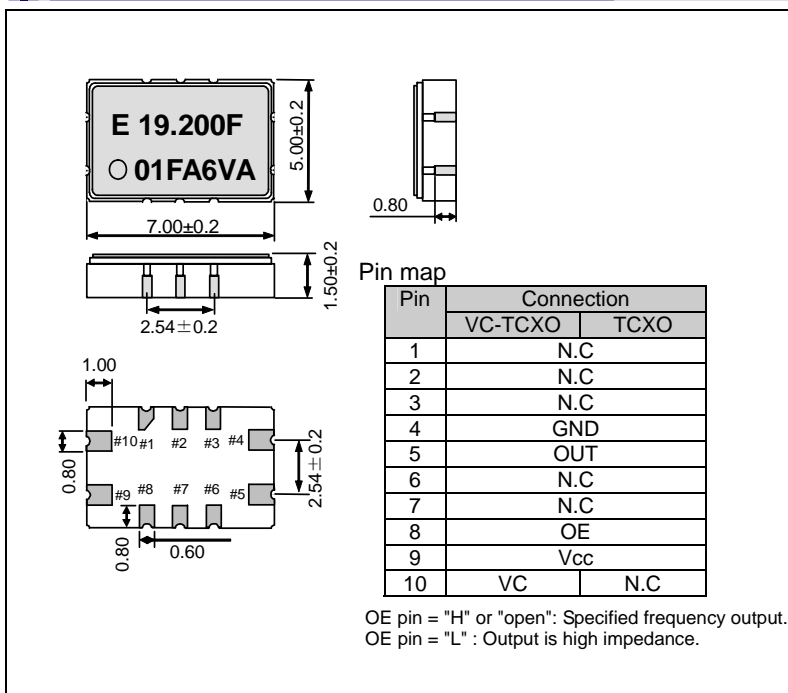 E 19.200F
01FA6VA
5.00±0.2
7.00±0.2
0.80
1.50±0.2
2.54±0.2
1.00
#10 #1 #2 #3 #4
0.80
2.54±0.2
#9 #8 #7 #6 #5
0.80
0.60
Pin map
Pin Connection
VC-TCXO TCXO
1 N.C
2 N.C
3 N.C
4 GND
5 OUT
6 N.C
7 N.C
8 OE
9 Vcc
10 VC N.C
OE pin = "H" or "open": Specified frequency output.
OE pin = "L" : Output is high impedance.